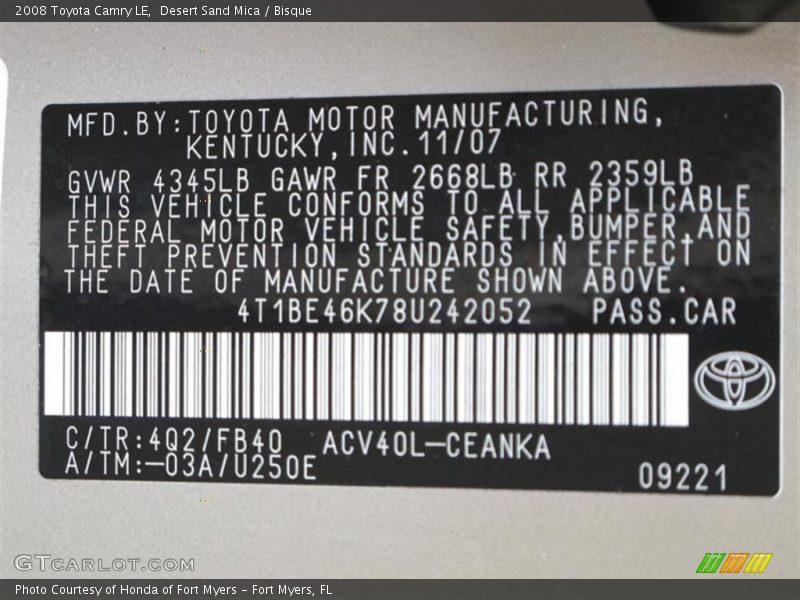 2008 Toyota Camry LE,  Desert Sand Mica / Bisque
MFD.BY:TOYOTA MOTOR MANUFACTURING,
KENTUCKY,INC.11/07
GVWR 4345LB GAWR FR 2668LB RR 2359LB
THIS VEHICLE CONFORMS TO ALL APPLICABLE
FEDERAL MOTOR VEHICLE SAFETY,BUMPER,AND
THEFT PREVENTION STANDARDS IN EFFECT ON
THE DATE OF MANUFACTURE SHOWN ABOVE.
4T1BE46K78U242052 PASS.CAR
C/TR:4Q2/FB40 ACV40L-CEANKA
A/TM:-03A/U250E
09221
GTCARLOT.COM
Photo Courtesy of Honda of Fort Myers - Fort Myers, FL